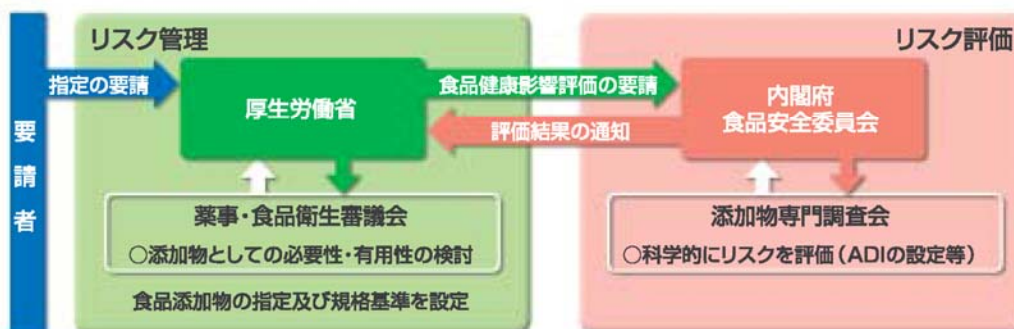 リスク管理
リスク評価
要請者
指定の要請
厚生労働省
食品健康影響評価の要請
評価結果の通知
内閣府
食品安全委員会
薬事・食品衛生審議会
○添加物としての必要性・有用性の検討
食品添加物の指定及び規格基準を設定
添加物専門調査会
○科学的にリスクを評価(ADIの設定等)